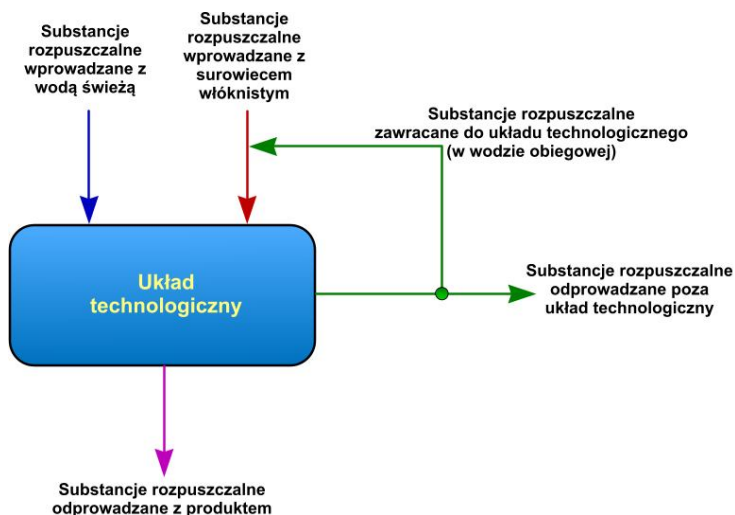 Substancje
rozpuszczalne
wprowadzane z
wodą świeżą
Substancje
rozpuszczalne
wprowadzane z
surowiecem
włóknistym
Substancje rozpuszczalne
zawracane do układu technologicznego
(w wodzie obiegowej)
Układ
technologiczny
Substancje rozpuszczalne
odprowadzane poza
układ technologiczny
Substancje rozpuszczalne
odprowadzane z produktem